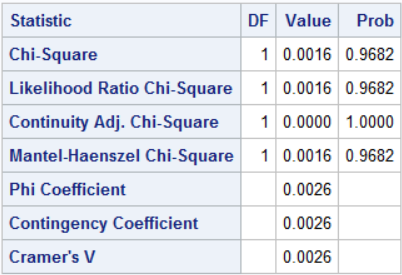 Statistic DF Value Prob
Chi-Square 1 0.0016 0.9682
Likelihood Ratio Chi-Square 1 0.0016 0.9682
Continuity Adj. Chi-Square 1 0.0000 1.0000
Mantel-Haenszel Chi-Square 1 0.0016 0.9682
Phi Coefficient 0.0026
Contingency Coefficient 0.0026
Cramer's V 0.0026